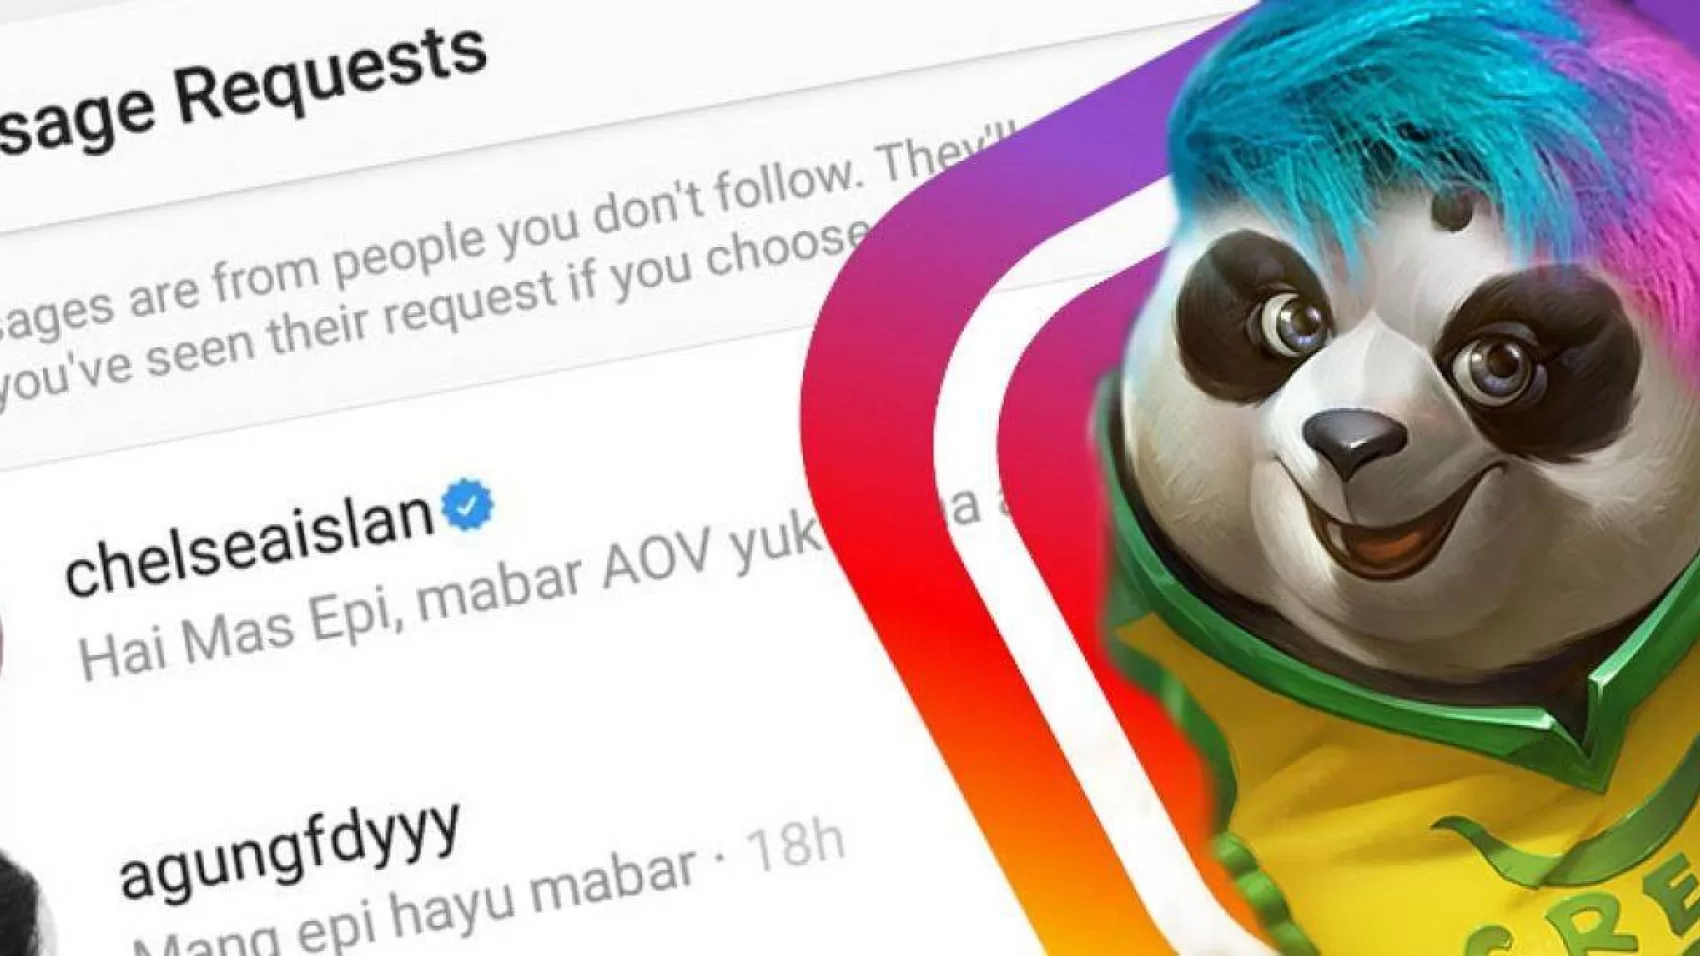 sage Requests
sages are from people you don't follow. They'll
you've seen their request if you choose
chelseaislan
Hai Mas Epi, mabar AOV yuk
agungfdyyy
Mang epi hayu mabar · 18h